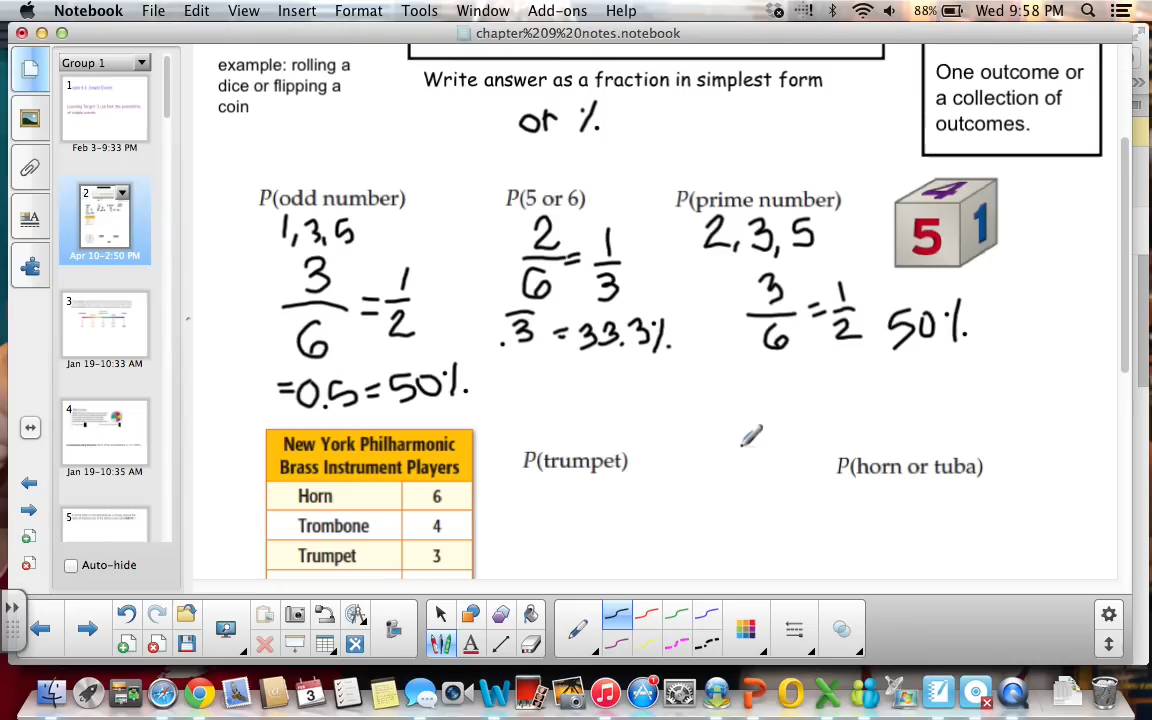 Notebook File Edit View Insert Format Tools Window Add-ons Help 88% Wed 9:58 PM
chapter%209%20notes.notebook
Group 1
1
Feb 3-9:33 PM
2
Apr 10-2:50 PM
3
Jan 19-10:33 AM
4
Jan 19-10:35 AM
5
Auto-hide
example: rolling a
dice or flipping a
coin
Write answer as a fraction in simplest form
or %
One outcome or
a collection of
outcomes.
P(odd number)
1, 3, 5
3/6 = 1/2
=0.5=50%
P(5 or 6)
2/6 = 1/3
.3̅ = 33.3%
P(prime number)
2, 3, 5
3/6 = 1/2 50%
4
5 1
New York Philharmonic
Brass Instrument Players
Horn 6
Trombone 4
Trumpet 3
P(trumpet)
P(horn or tuba)